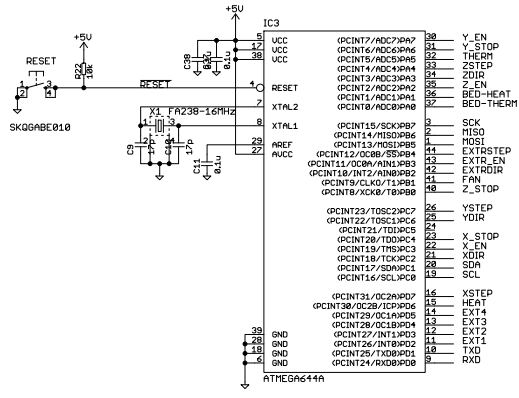 +5V
IC3
+5V
RESET
R22
10k
1
2
3
4
SKQGABE010
RESET
C38
0.1u
X1 FA238-16MHz
1
3
C9
17p
C10
17p
C11
0.1u
5 VCC
17 VCC
38 VCC
4 RESET
7 XTAL2
8 XTAL1
29 AREF
27 AVCC
39 GND
28 GND
18 GND
6 GND
(PCINT7/ADC7)PA7 30 Y_EN
(PCINT6/ADC6)PA6 31 Y_STOP
(PCINT5/ADC5)PA5 32 THERM
(PCINT4/ADC4)PA4 33 ZSTEP
(PCINT3/ADC3)PA3 34 ZDIR
(PCINT2/ADC2)PA2 35 Z_EN
(PCINT1/ADC1)PA1 36 BED-HEAT
(PCINT0/ADC0)PA0 37 BED-THERM
(PCINT15/SCK)PB7 3 SCK
(PCINT14/MISO)PB6 2 MISO
(PCINT13/MOSI)PB5 1 MOSI
(PCINT12/OC0B/SS)PB4 44 EXTRSTEP
(PCINT11/OC0A/AIN1)PB3 43 EXTR_EN
(PCINT10/INT2/AIN0)PB2 42 EXTRDIR
(PCINT9/CLKO/T1)PB1 41 FAN
(PCINT8/XCK0/T0)PB0 40 Z_STOP
(PCINT23/TOSC2)PC7 26 YSTEP
(PCINT22/TOSC1)PC6 25 YDIR
(PCINT21/TDI)PC5 24
(PCINT20/TDO)PC4 23 X_STOP
(PCINT19/TMS)PC3 22 X_EN
(PCINT18/TCK)PC2 21 XDIR
(PCINT17/SDA)PC1 20 SDA
(PCINT16/SCL)PC0 19 SCL
(PCINT31/OC2A)PD7 16 XSTEP
(PCINT30/OC2B/ICP)PD6 15 HEAT
(PCINT29/OC1A)PD5 14 EXT4
(PCINT28/OC1B)PD4 13 EXT3
(PCINT27/INT1)PD3 12 EXT2
(PCINT26/INT0)PD2 11 EXT1
(PCINT25/TXD0)PD1 10 TXD
(PCINT24/RXD0)PD0 9 RXD
ATMEGA644A